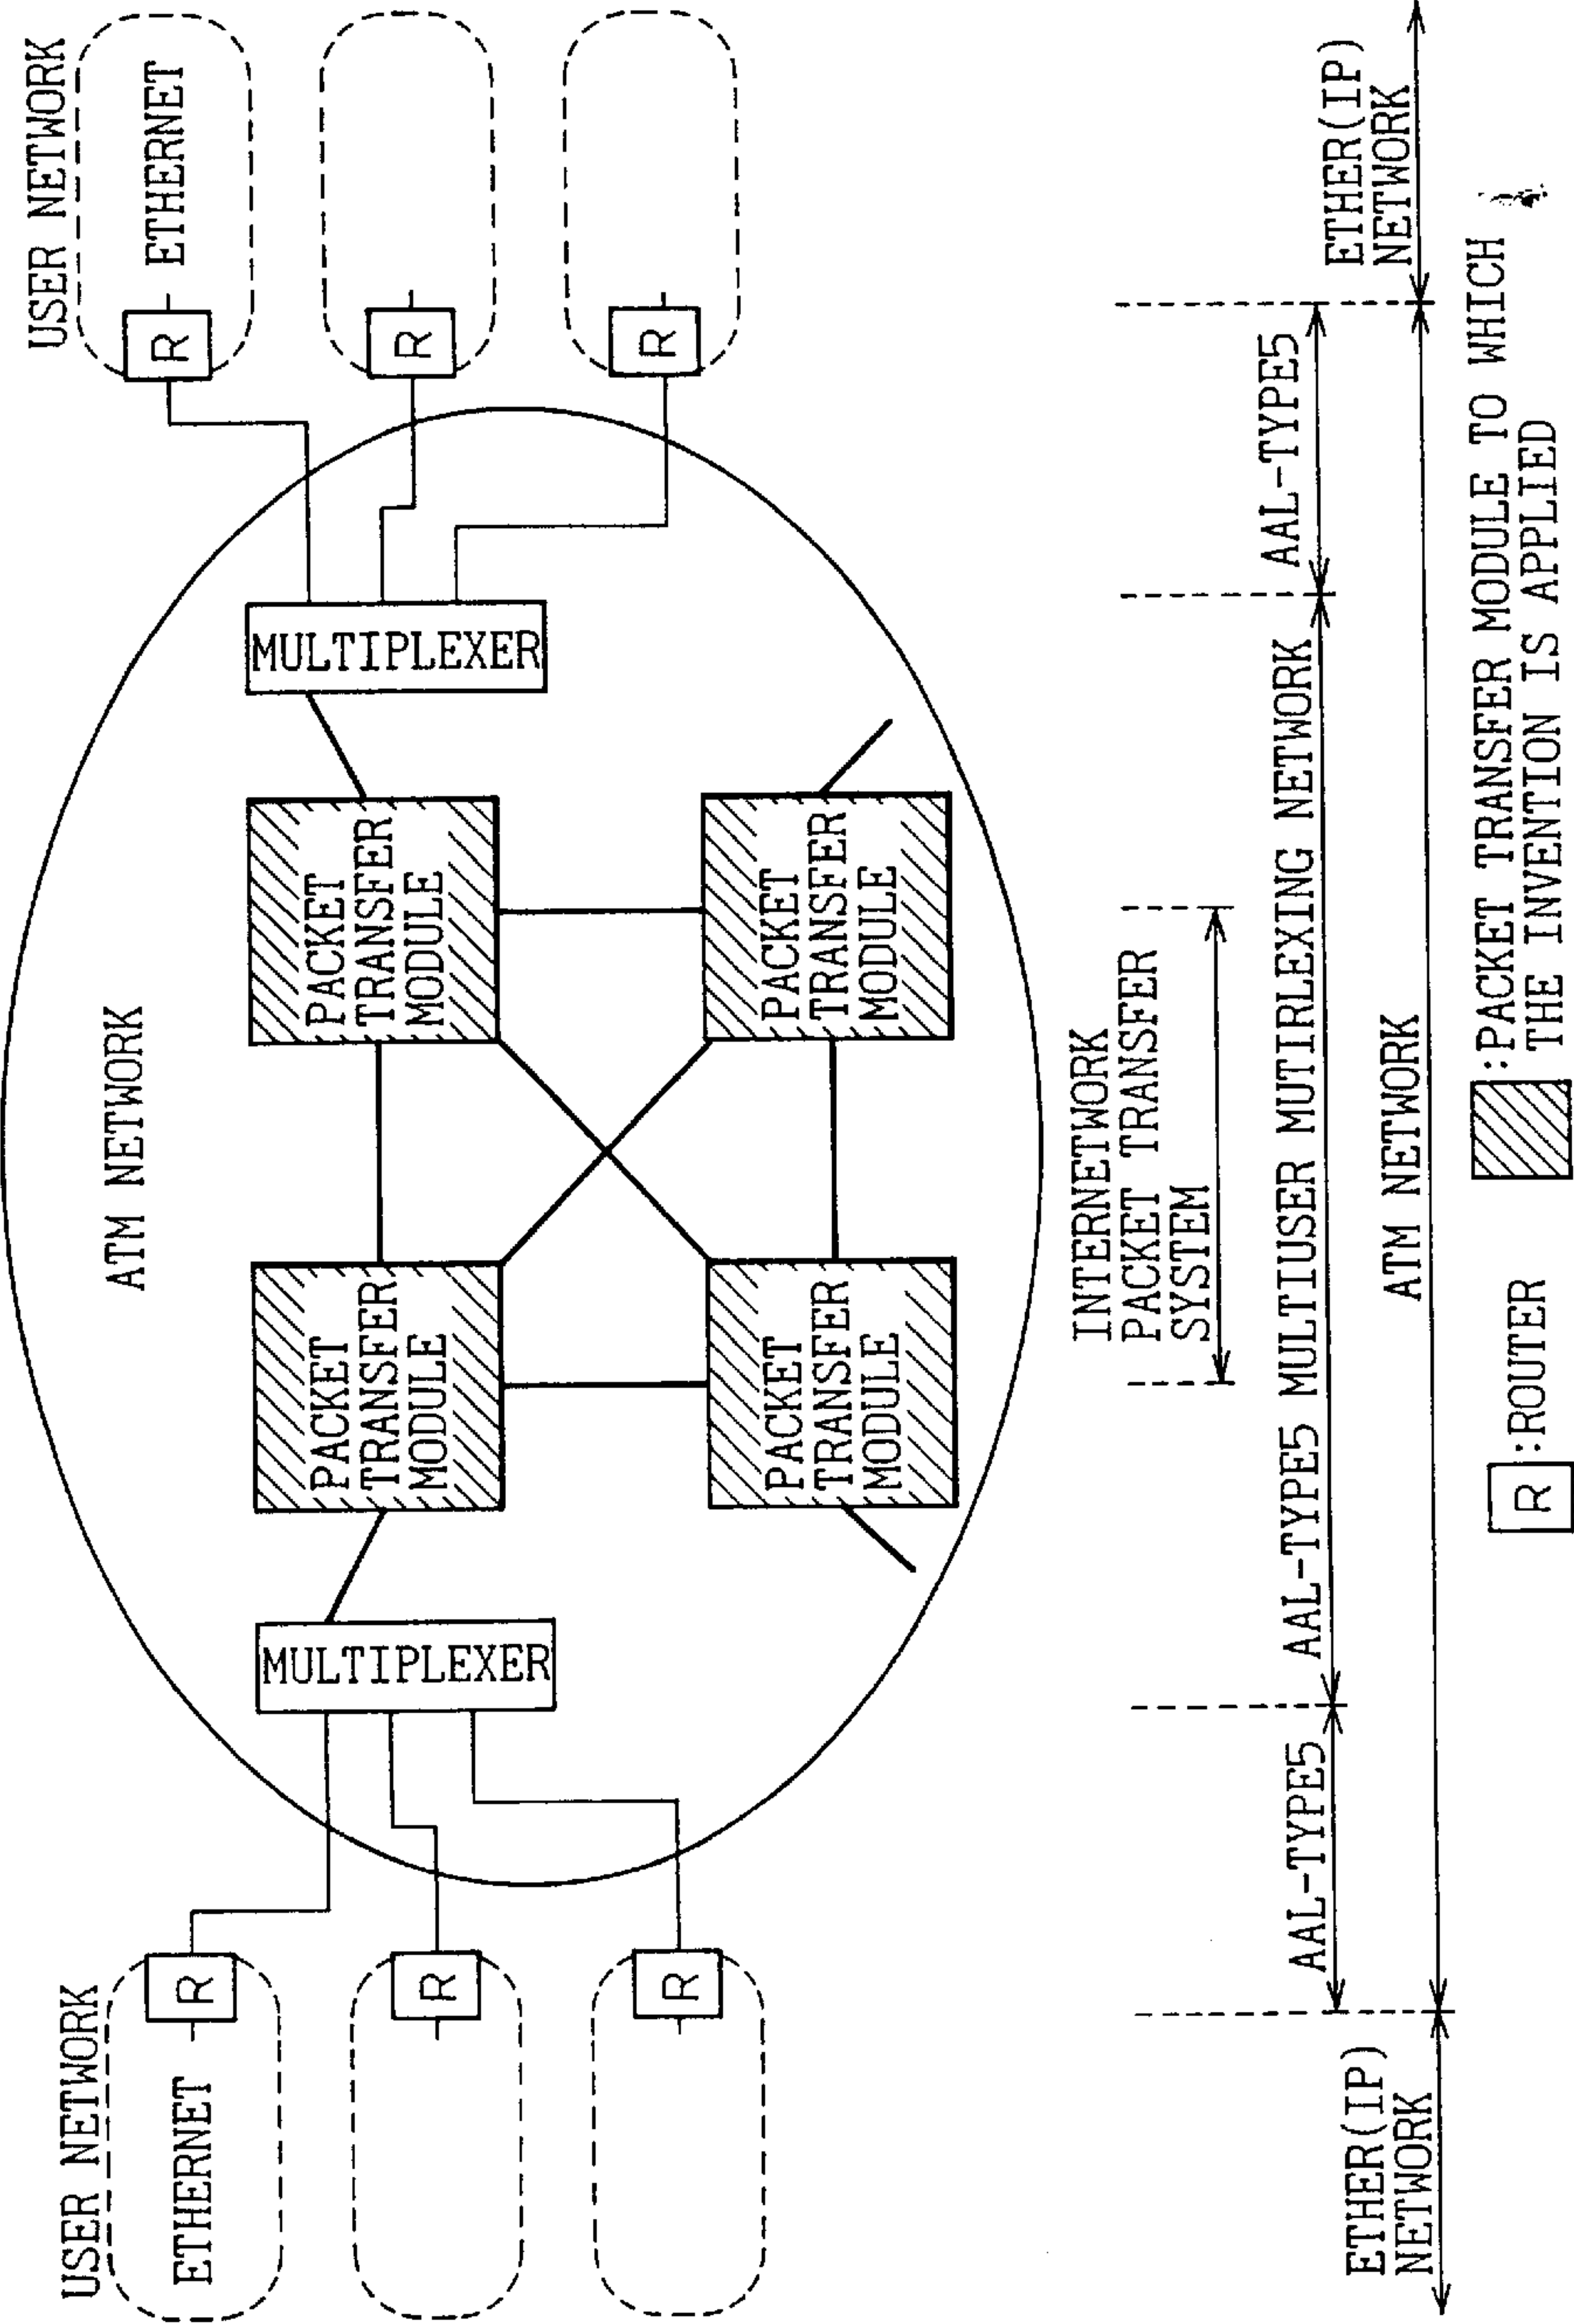 USER NETWORK
ETHERNET
R
R
R
MULTIPLEXER
ATM NETWORK
PACKET
TRANSFER
MODULE
PACKET
TRANSFER
MODULE
PACKET
TRANSFER
MODULE
PACKET
TRANSFER
MODULE
MULTIPLEXER
USER NETWORK
ETHERNET
R
R
R
INTERNETWORK
PACKET TRANSFER
SYSTEM
AAL-TYPE5
AAL-TYPE5 MULTIUSER MUTIRLEXING NETWORK
AAL-TYPE5
ETHER(IP)
NETWORK
ATM NETWORK
ETHER(IP)
NETWORK
R :ROUTER
:PACKET TRANSFER MODULE TO WHICH
THE INVENTION IS APPLIED